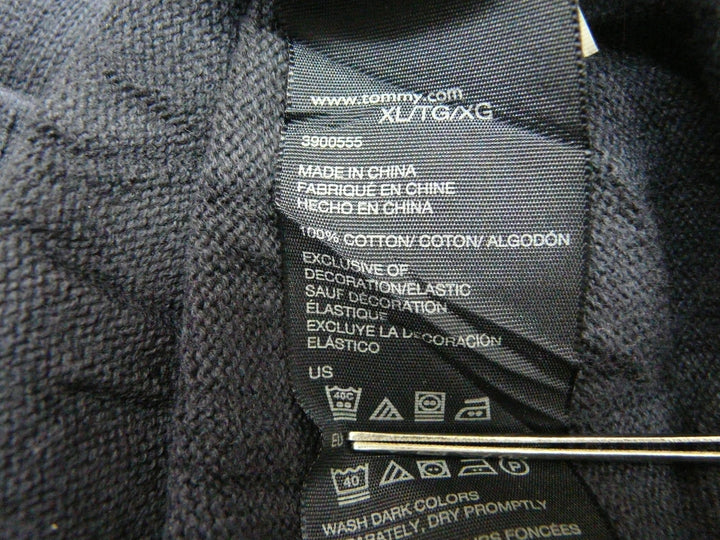 www.tommy.com
XL/TG/XG
3900555
MADE IN CHINA
FABRIQUÉ EN CHINE
HECHO EN CHINA
100% COTTON/ COTON/ ALGODÓN
EXCLUSIVE OF
DECORATION/ELASTIC
SAUF DÉCORATION
ÉLASTIQUE
EXCLUYE LA DECORACIÓN
ELÁSTICO
US
40C
EU
40 P
WASH DARK COLORS
DRY PROMPTLY
FONCÉES